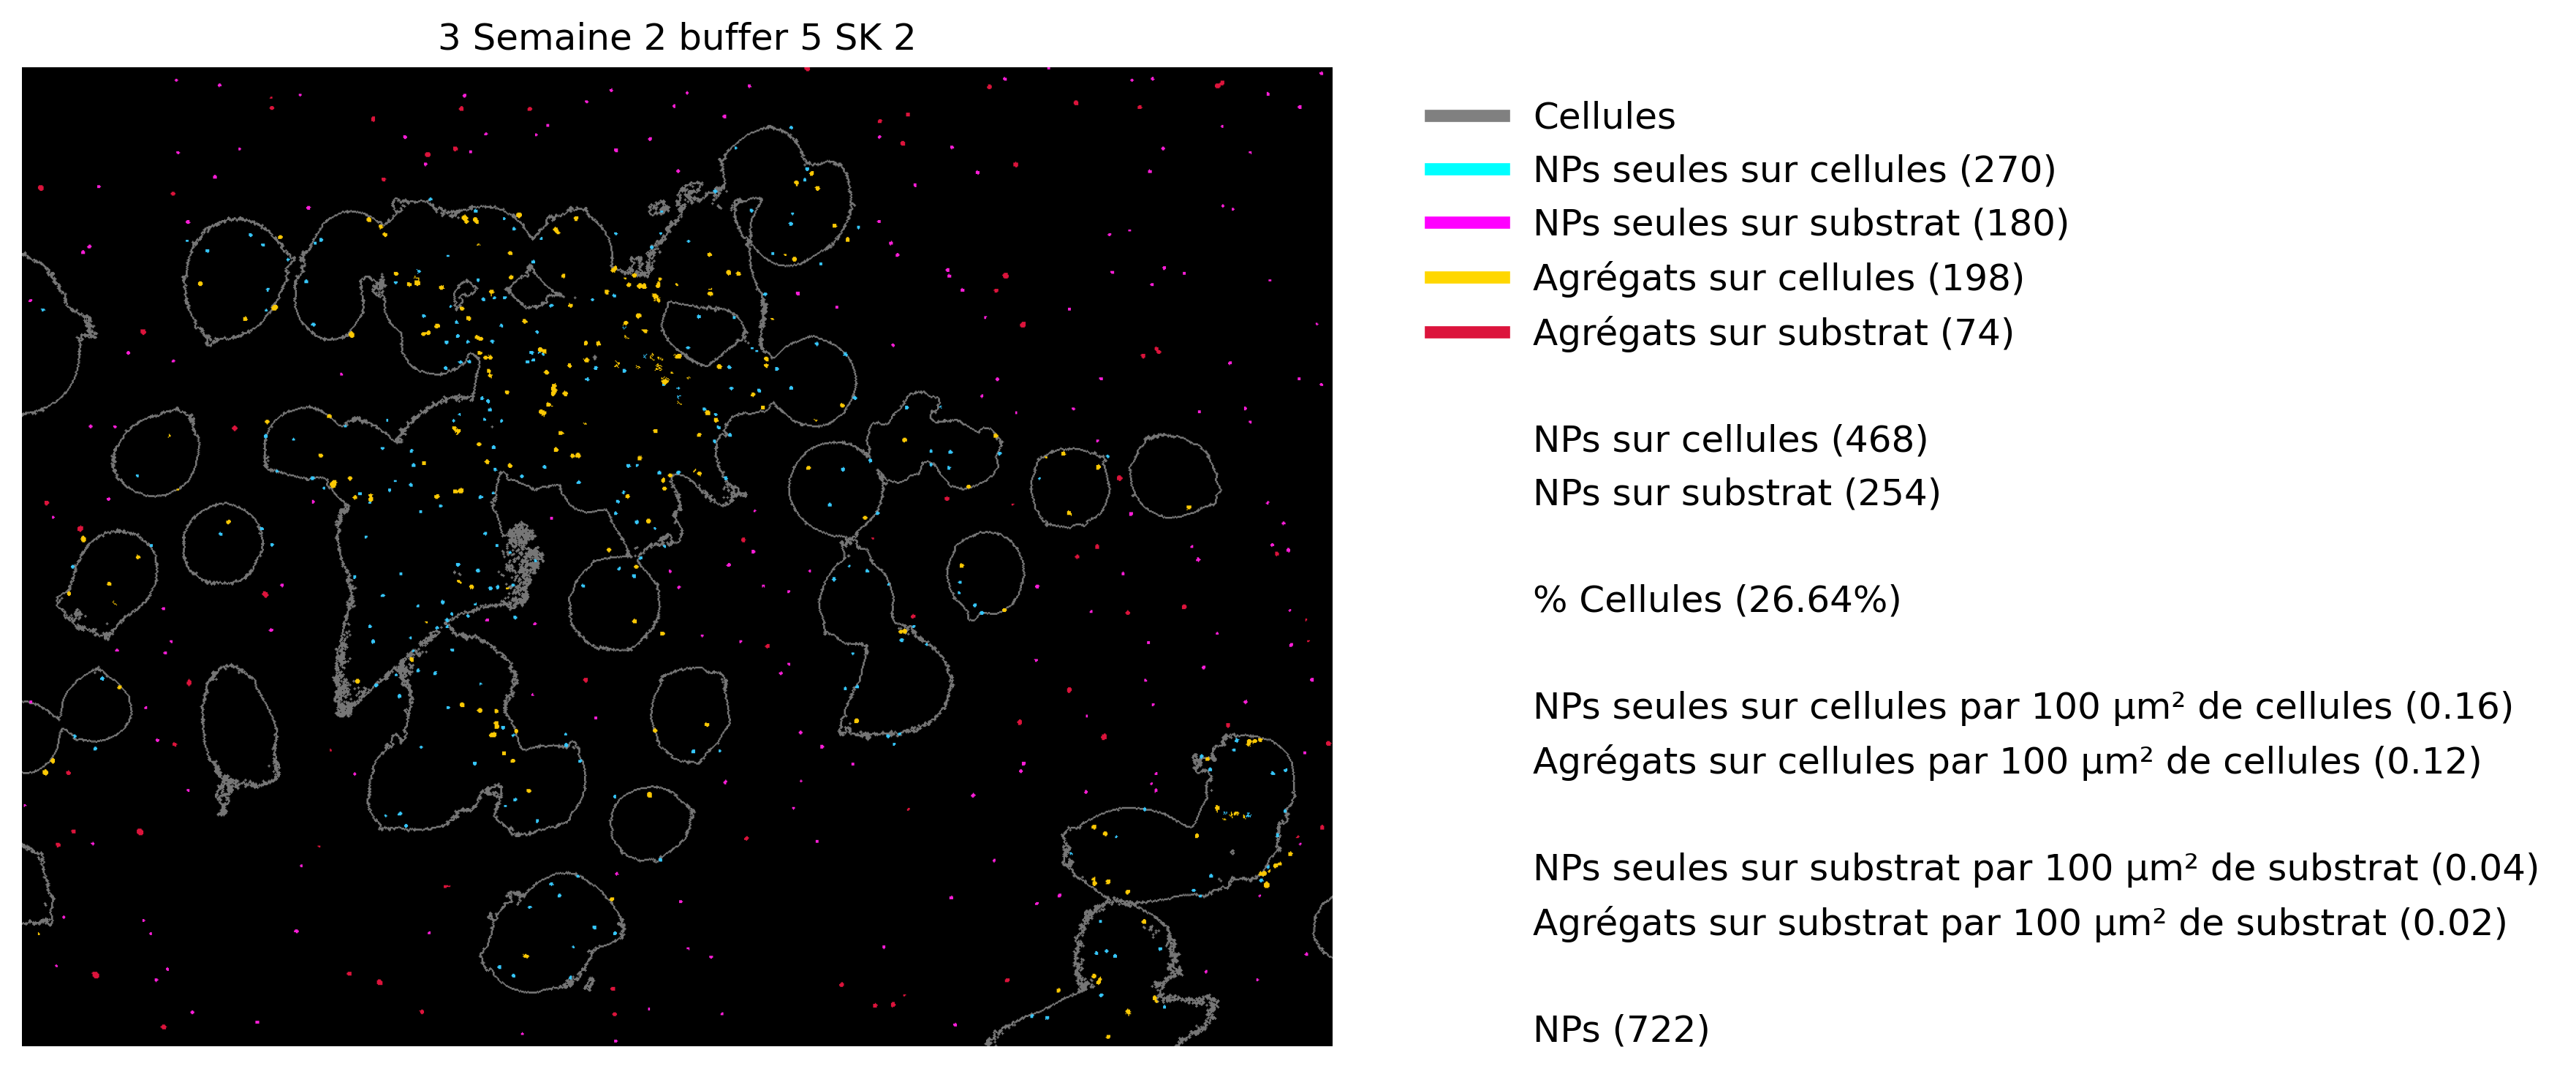 3 Semaine 2 buffer 5 SK 2
Cellules
NPs seules sur cellules (270)
NPs seules sur substrat (180)
Agrégats sur cellules (198)
Agrégats sur substrat (74)
NPs sur cellules (468)
NPs sur substrat (254)
% Cellules (26.64%)
NPs seules sur cellules par 100 µm² de cellules (0.16)
Agrégats sur cellules par 100 µm² de cellules (0.12)
NPs seules sur substrat par 100 µm² de substrat (0.04)
Agrégats sur substrat par 100 µm² de substrat (0.02)
NPs (722)